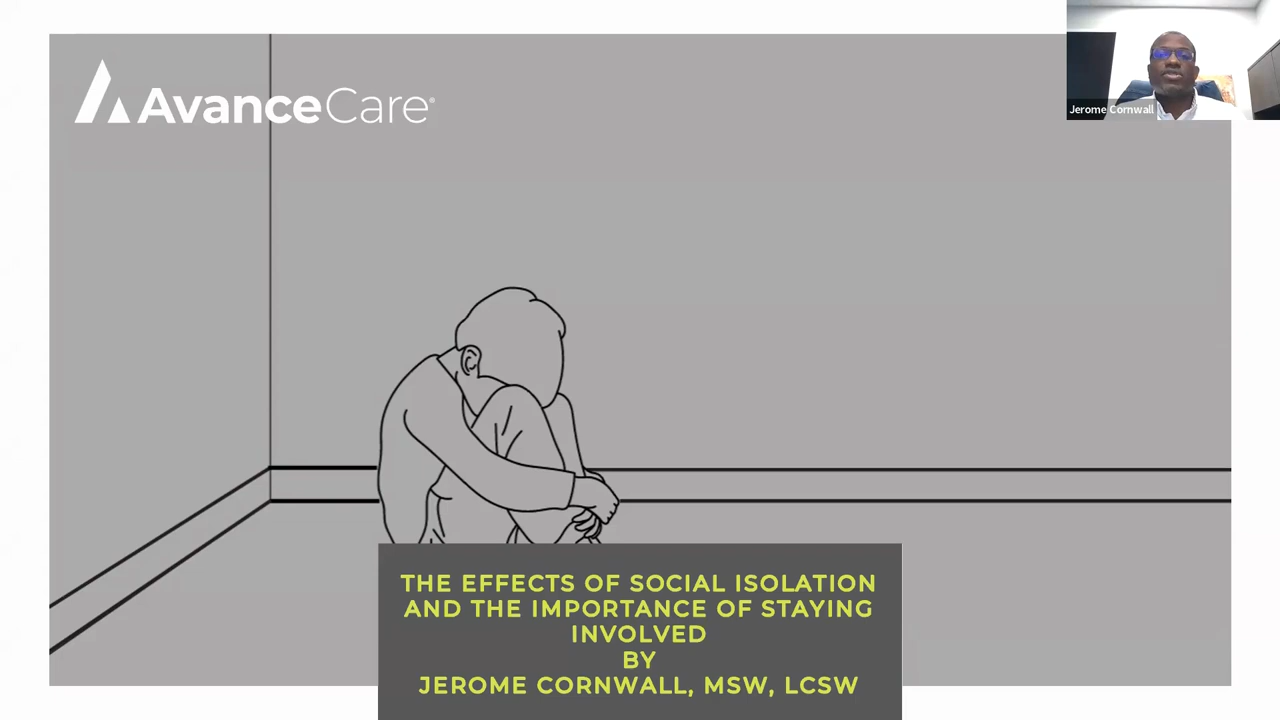 AvanceCare®
Jerome Cornwall
THE EFFECTS OF SOCIAL ISOLATION
AND THE IMPORTANCE OF STAYING
INVOLVED
BY
JEROME CORNWALL, MSW, LCSW